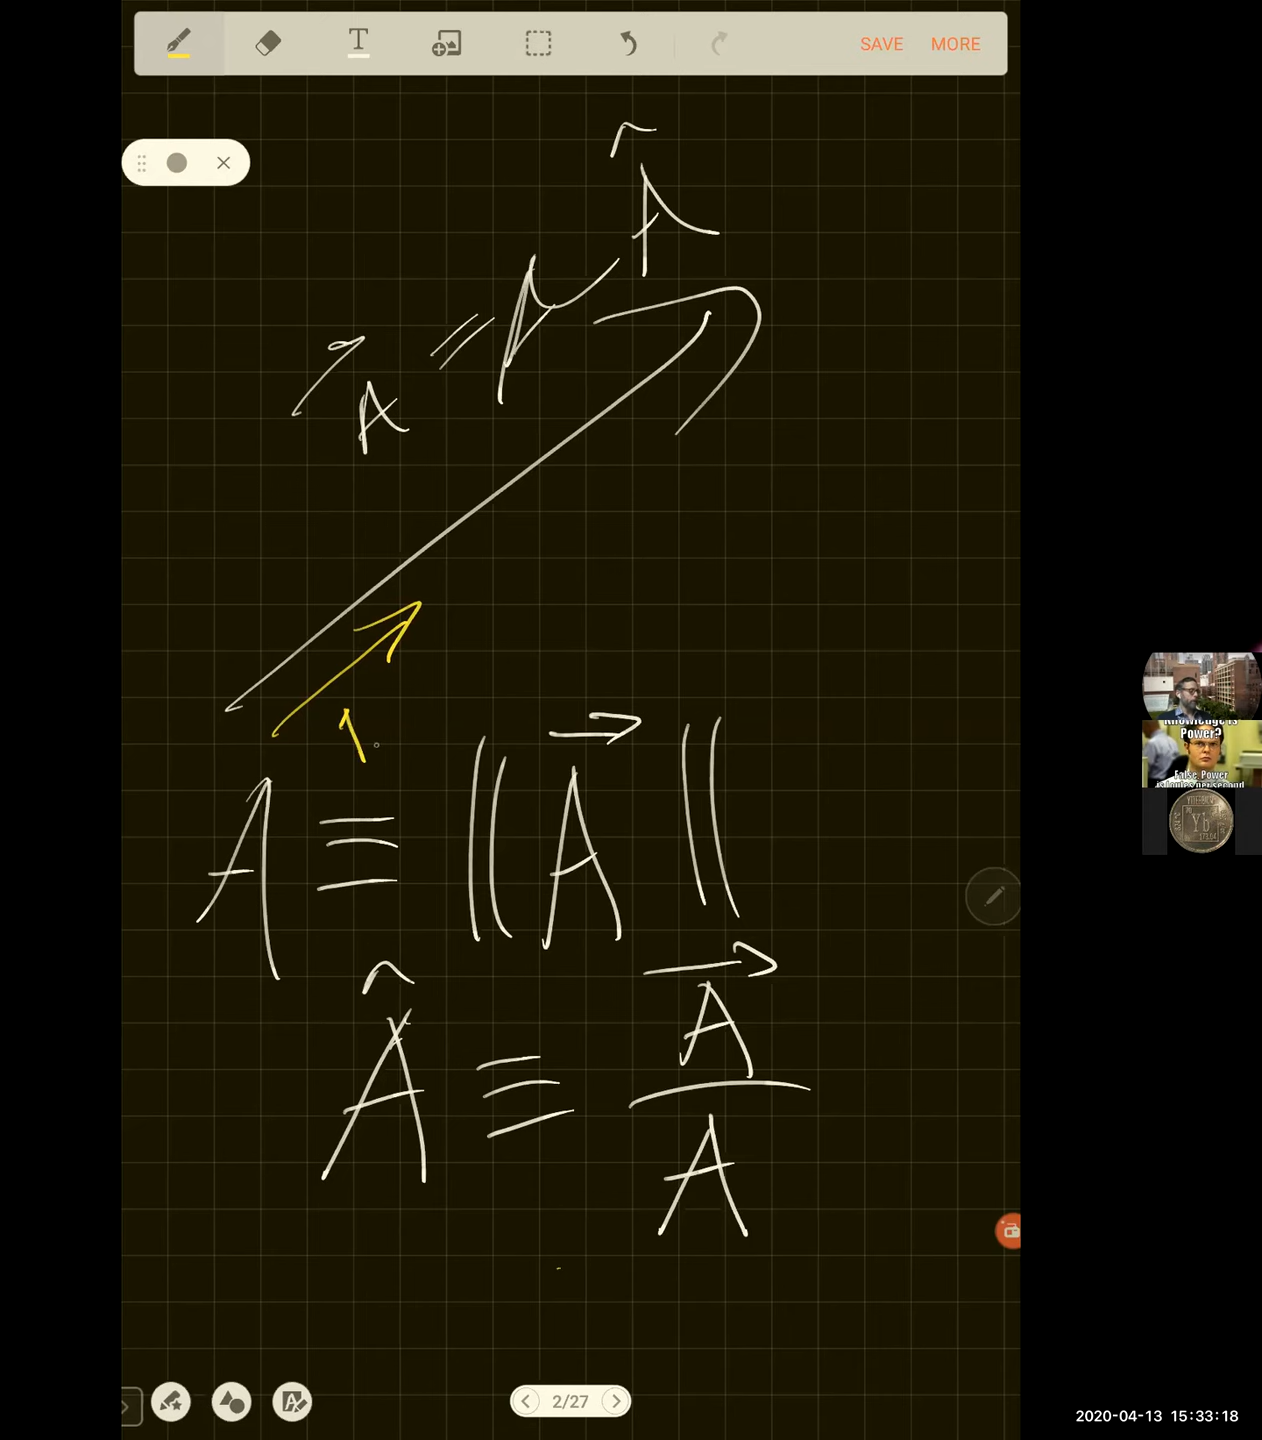 T
SAVE MORE
Â
A⃗ = A
A ≡ ‖A⃗‖
Â ≡ A⃗ / A
2/27
Power?
False. Power
Yb
2020-04-13 15:33:18